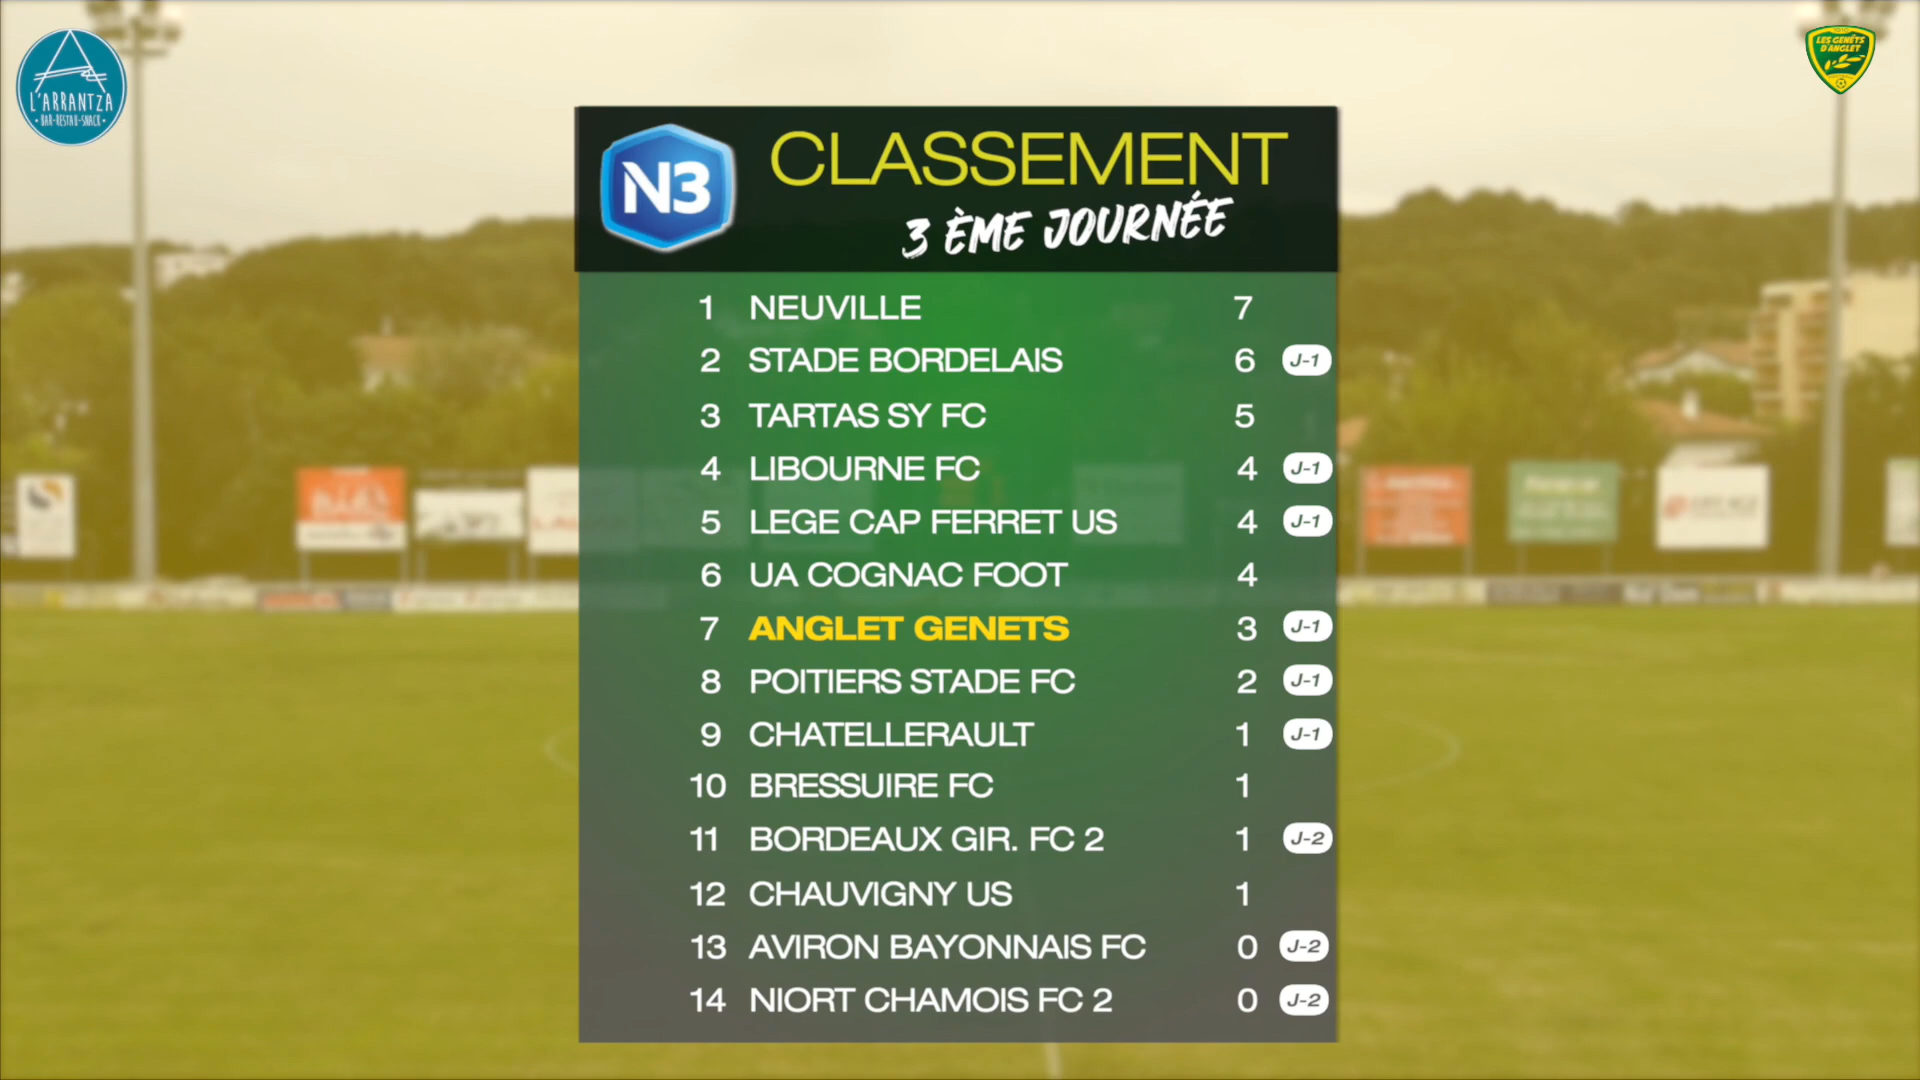 L'ARRANTZA
•BAR-RESTAU-SNACK•
LES GENÊTS
D'ANGLET
N3
CLASSEMENT
3 ÈME JOURNÉE
1 NEUVILLE 7
2 STADE BORDELAIS 6 J-1
3 TARTAS SY FC 5
4 LIBOURNE FC 4 J-1
5 LEGE CAP FERRET US 4 J-1
6 UA COGNAC FOOT 4
7 ANGLET GENETS 3 J-1
8 POITIERS STADE FC 2 J-1
9 CHATELLERAULT 1 J-1
10 BRESSUIRE FC 1
11 BORDEAUX GIR. FC 2 1 J-2
12 CHAUVIGNY US 1
13 AVIRON BAYONNAIS FC 0 J-2
14 NIORT CHAMOIS FC 2 0 J-2